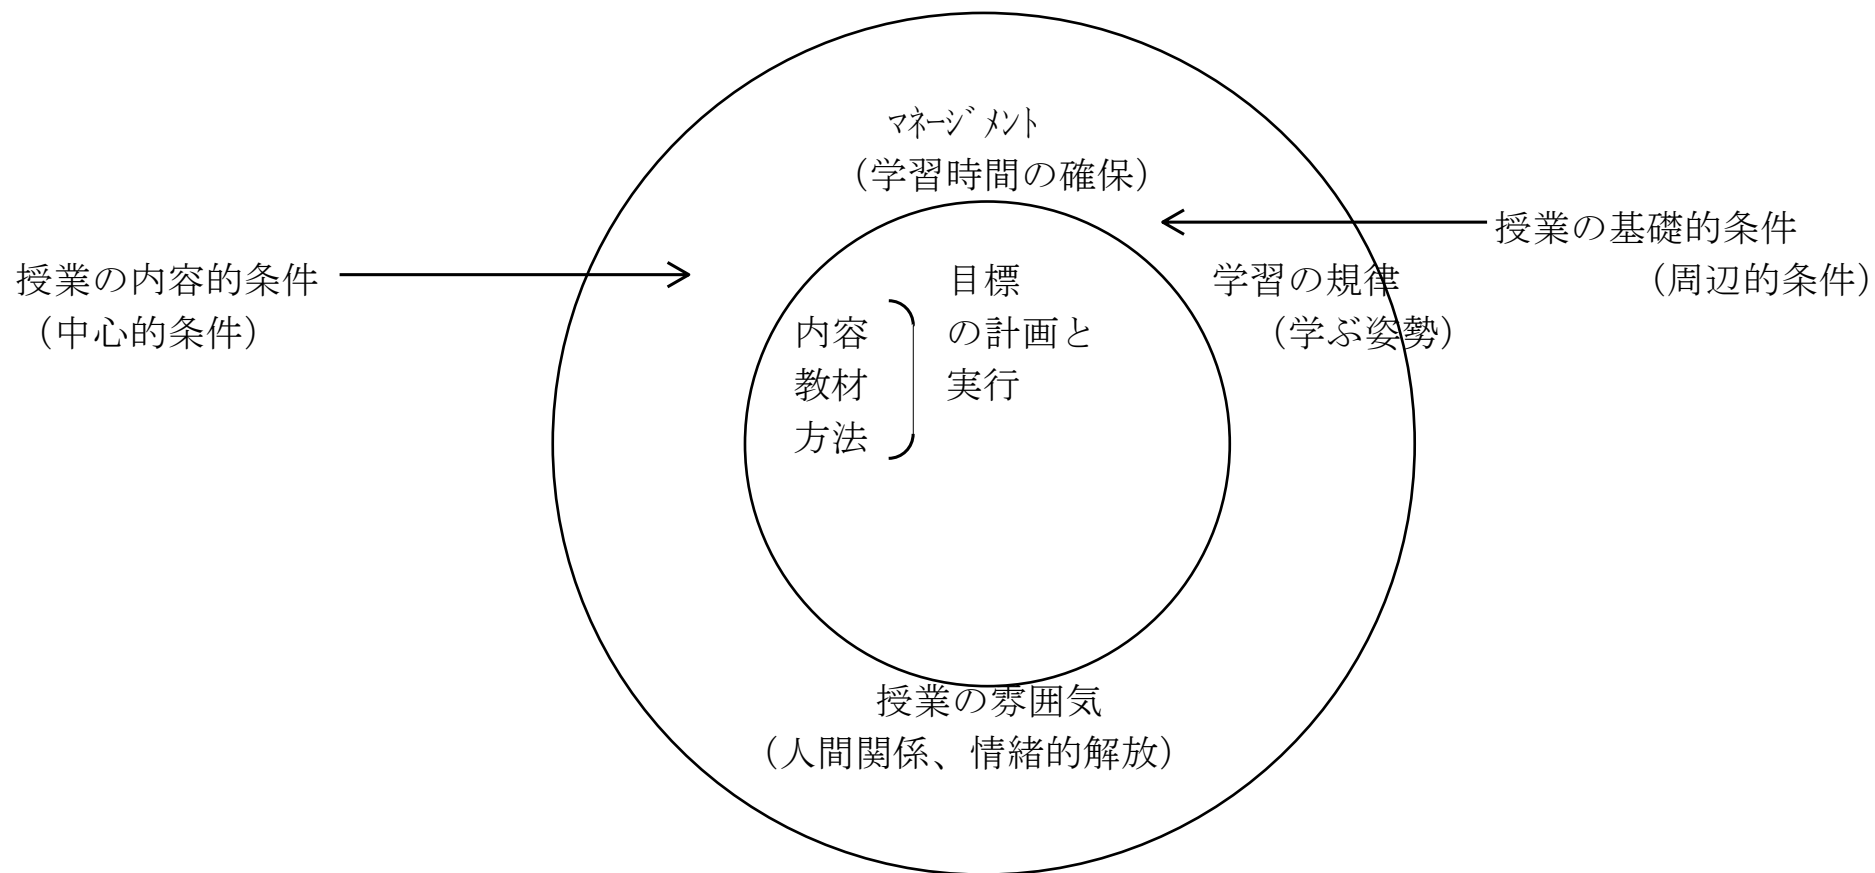 マネージメント
(学習時間の確保)
授業の基礎的条件
(周辺的条件)
授業の内容的条件
(中心的条件)
目標
内容
教材
方法
の計画と
実行
学習の規律
(学ぶ姿勢)
授業の雰囲気
(人間関係、情緒的解放)